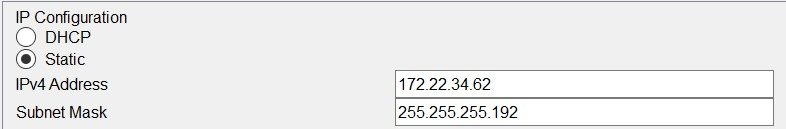 IP Configuration
DHCP
Static
IPv4 Address 172.22.34.62
Subnet Mask 255.255.255.192